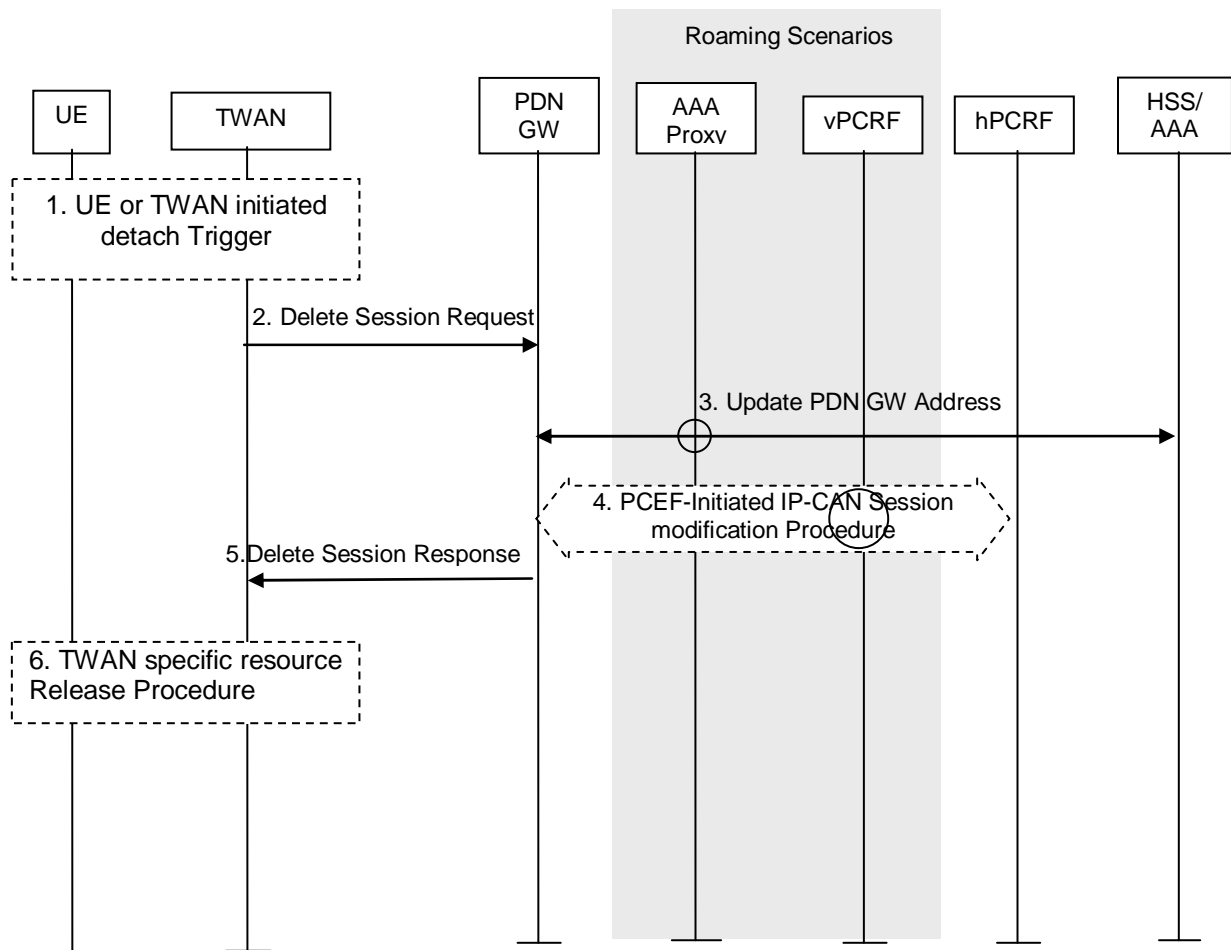 Roaming Scenarios
UE
TWAN
PDN
GW
AAA
Proxy
vPCRF
hPCRF
HSS/
AAA
1. UE or TWAN initiated
detach Trigger
2. Delete Session Request
3. Update PDN GW Address
4. PCEF-Initiated IP-CAN Session
modification Procedure
5.Delete Session Response
6. TWAN specific resource
Release Procedure